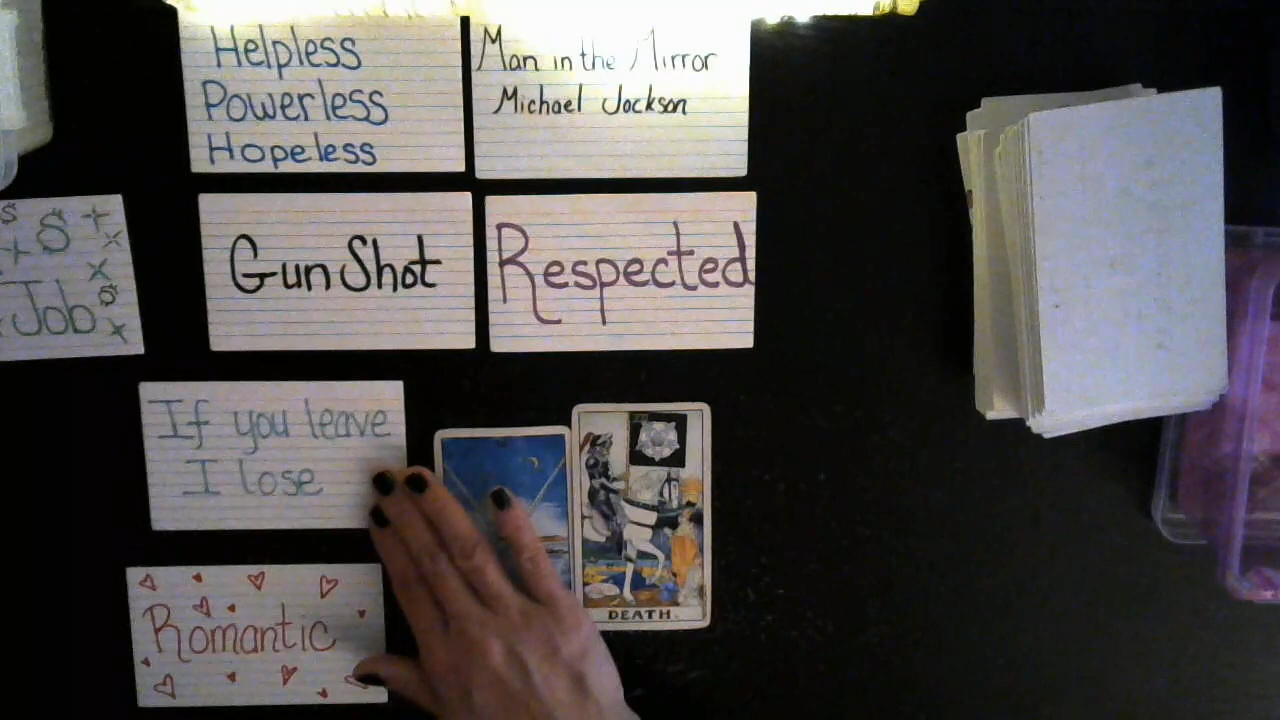 Helpless
Powerless
Hopeless
Man in the Mirror
Michael Jackson
$ $ + + x x $ x
Job
Gun Shot
Respected
If you leave
I lose
Romantic
DEATH.